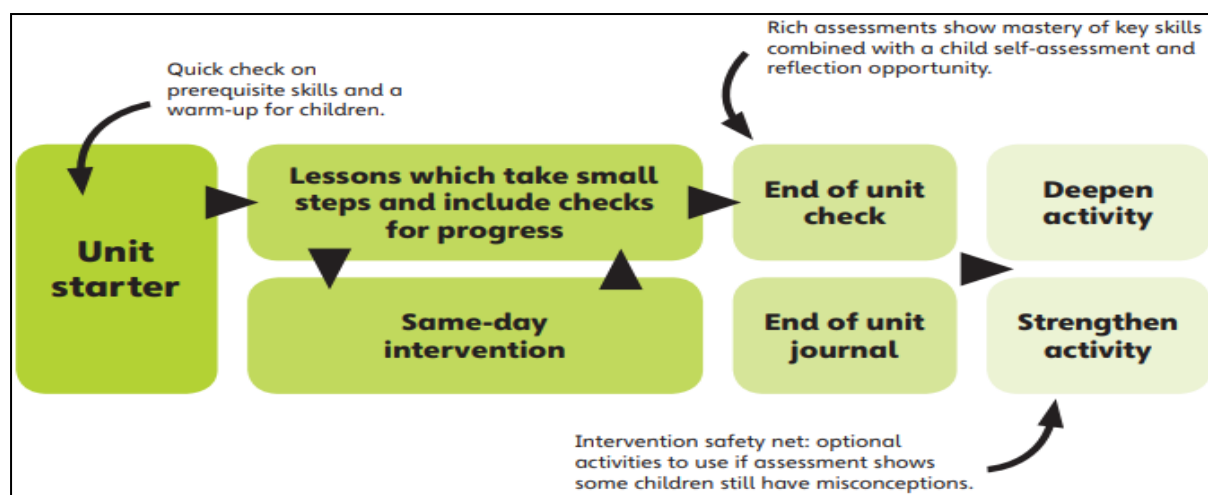 Rich assessments show mastery of key skills
combined with a child self-assessment and
reflection opportunity.
Quick check on
prerequisite skills and a
warm-up for children.
Unit
starter
Lessons which take small
steps and include checks
for progress
Same-day
intervention
End of unit
check
End of unit
journal
Deepen
activity
Strengthen
activity
Intervention safety net: optional
activities to use if assessment shows
some children still have misconceptions.